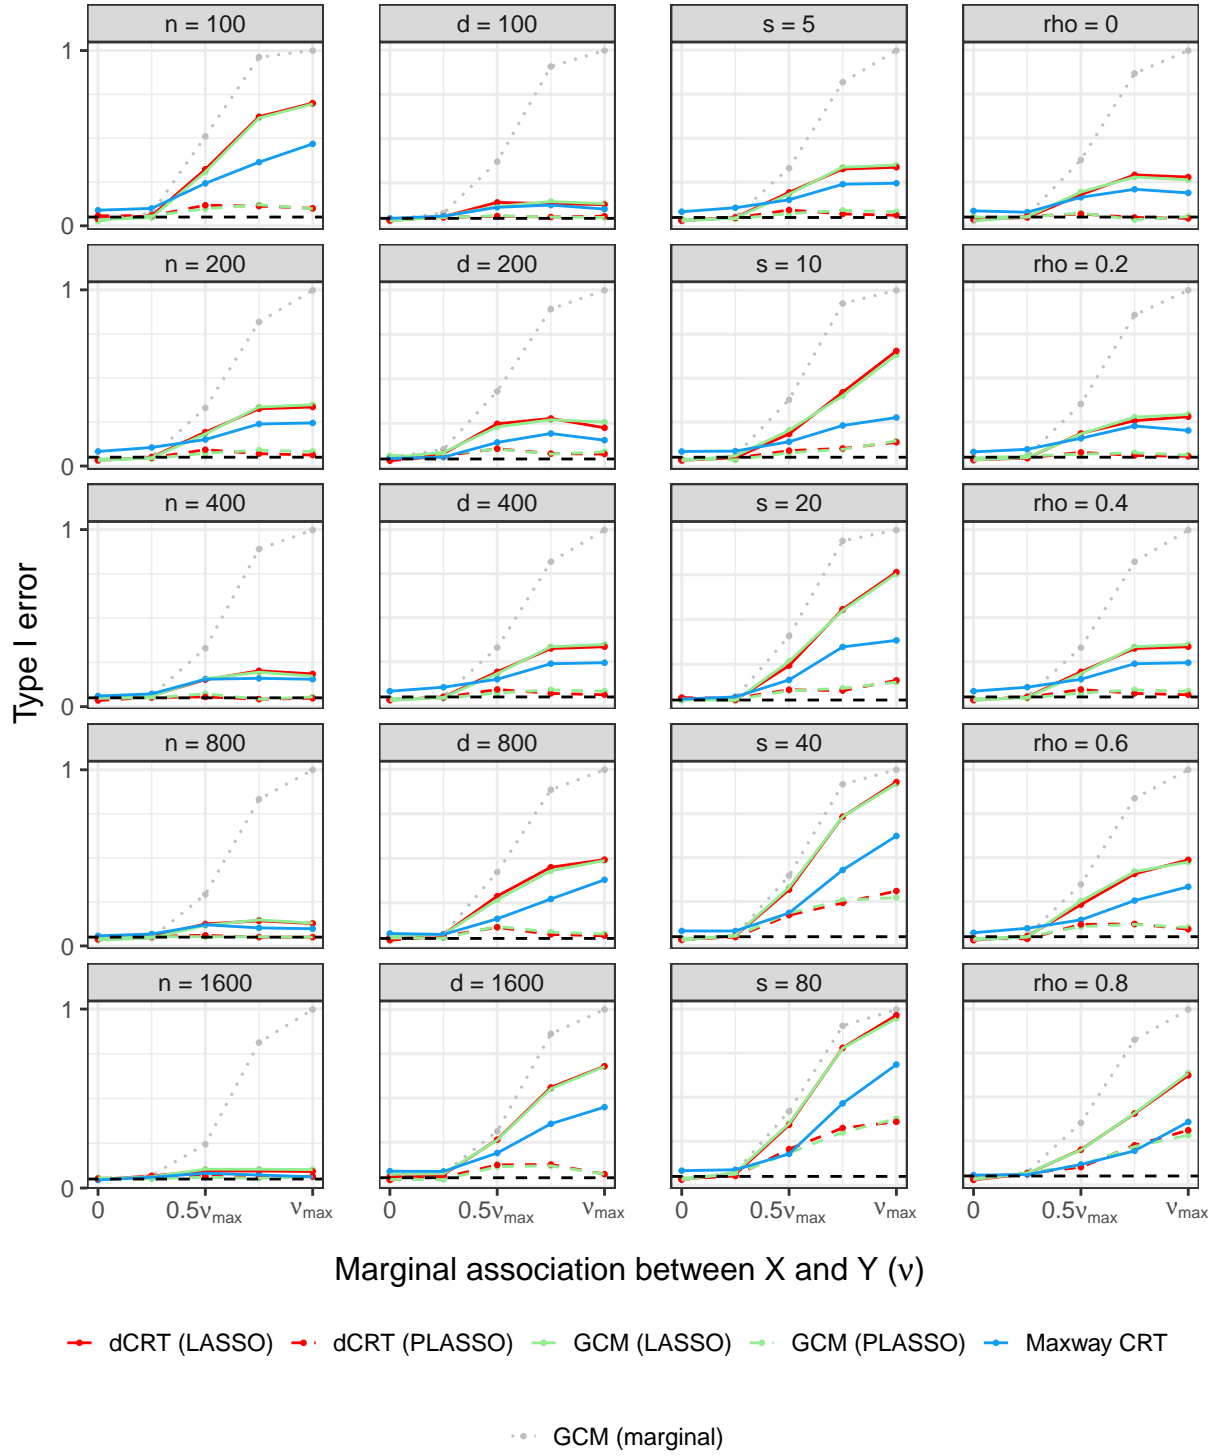 n = 100 d = 100 s = 5 rho = 0
1
0
n = 200 d = 200 s = 10 rho = 0.2
1
0
n = 400 d = 400 s = 20 rho = 0.4
1
0
n = 800 d = 800 s = 40 rho = 0.6
1
0
n = 1600 d = 1600 s = 80 rho = 0.8
1
0
Type I error
0 0.5νmax νmax 0 0.5νmax νmax 0 0.5νmax νmax 0 0.5νmax νmax
Marginal association between X and Y (ν)
dCRT (LASSO) dCRT (PLASSO) GCM (LASSO) GCM (PLASSO) Maxway CRT
GCM (marginal)